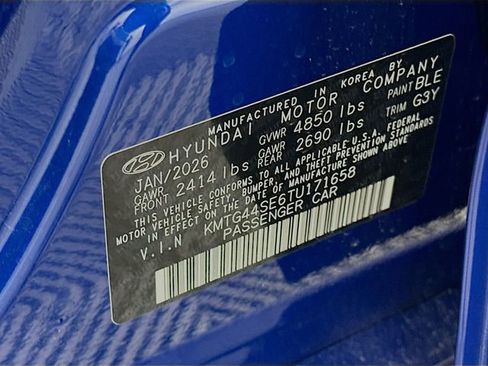 MANUFACTURED IN KOREA BY
HYUNDAI MOTOR COMPANY
JAN/2026 GVWR 4850 lbs PAINT BLE
GAWR FRONT 2414 lbs GAWR REAR 2690 lbs TRIM G3Y
THIS VEHICLE CONFORMS TO ALL APPLICABLE U.S.A. FEDERAL
MOTOR VEHICLE SAFETY, BUMPER, AND THEFT PREVENTION STANDARDS
IN EFFECT ON THE DATE OF MANUFACTURE SHOWN ABOVE.
V.I.N KMTG44SE6TU171658
PASSENGER CAR